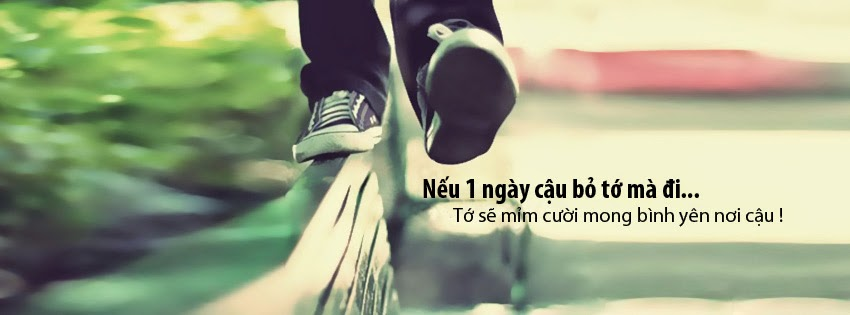 Nếu 1 ngày cậu bỏ tớ mà đi...
Tớ sẽ mỉm cười mong bình yên nơi cậu !